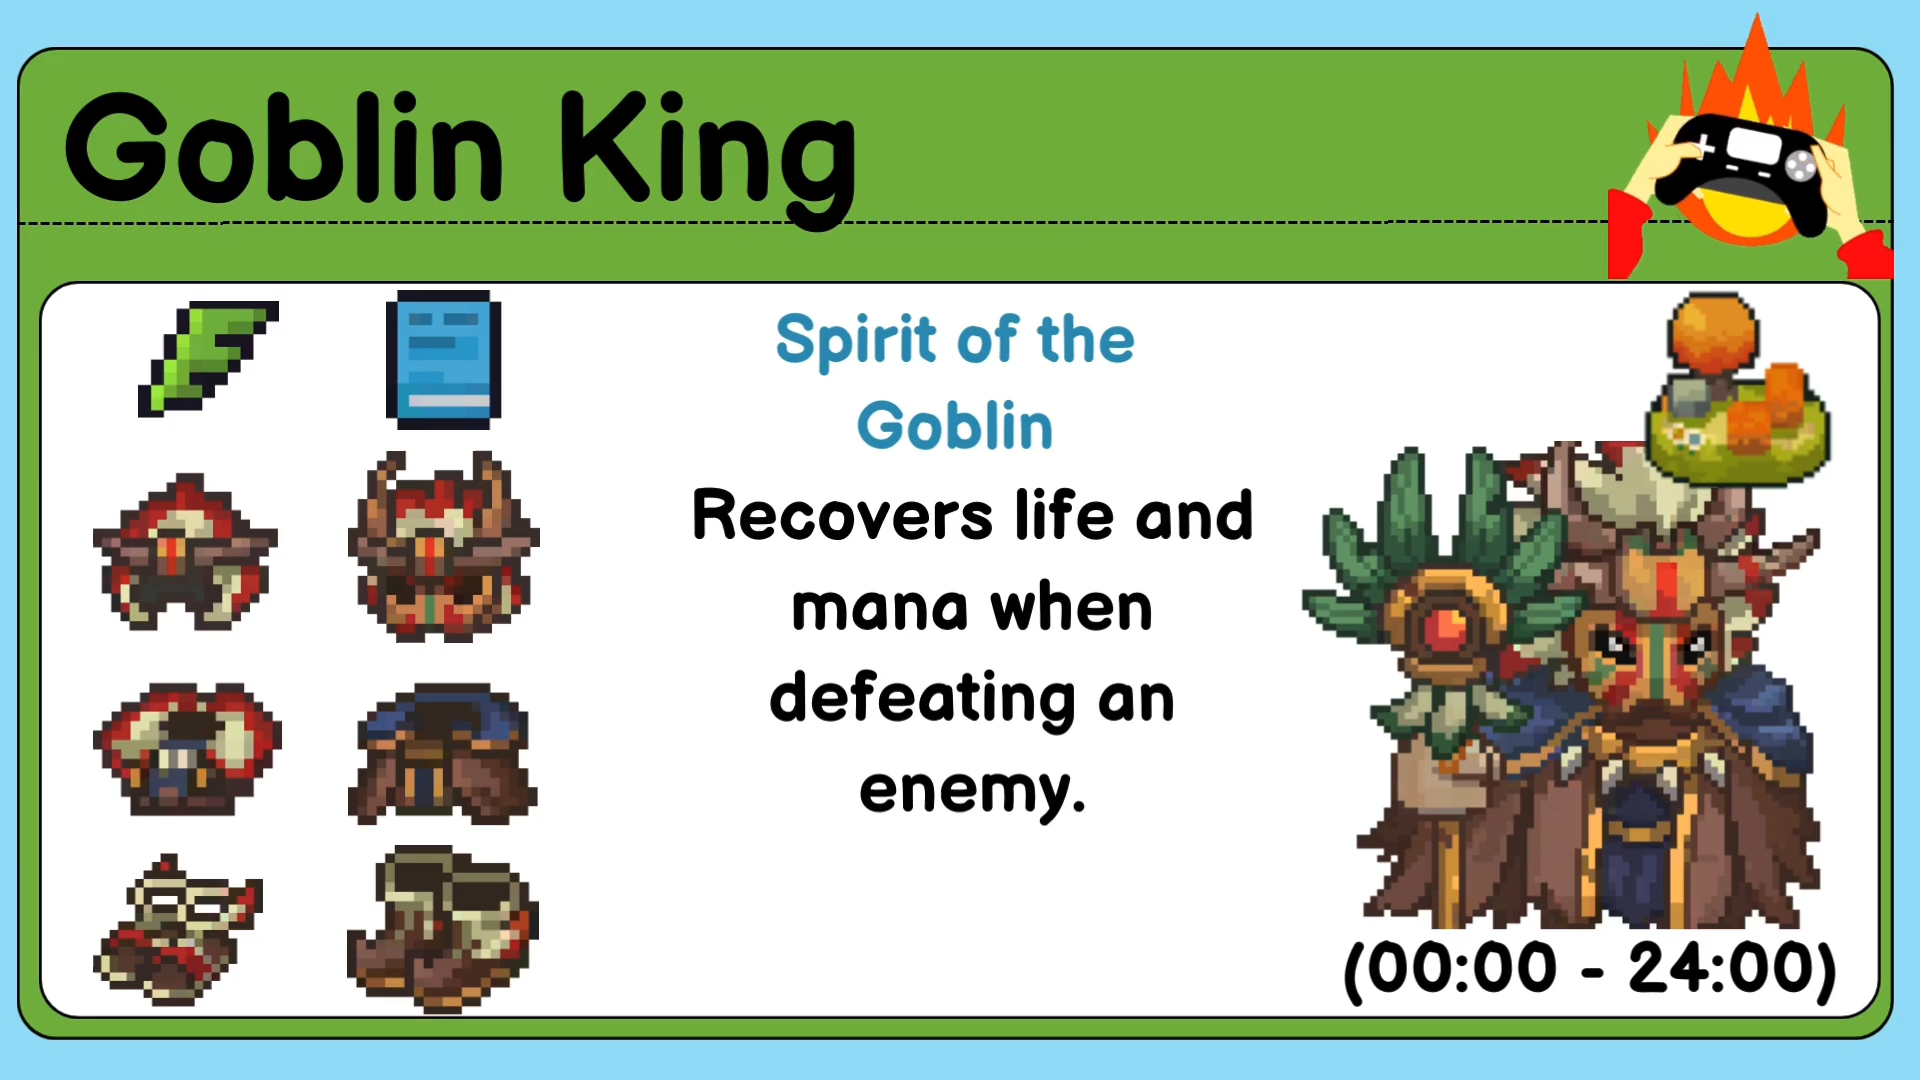 Goblin King
Spirit of the
Goblin
Recovers life and
mana when
defeating an
enemy.
(00:00 - 24:00)